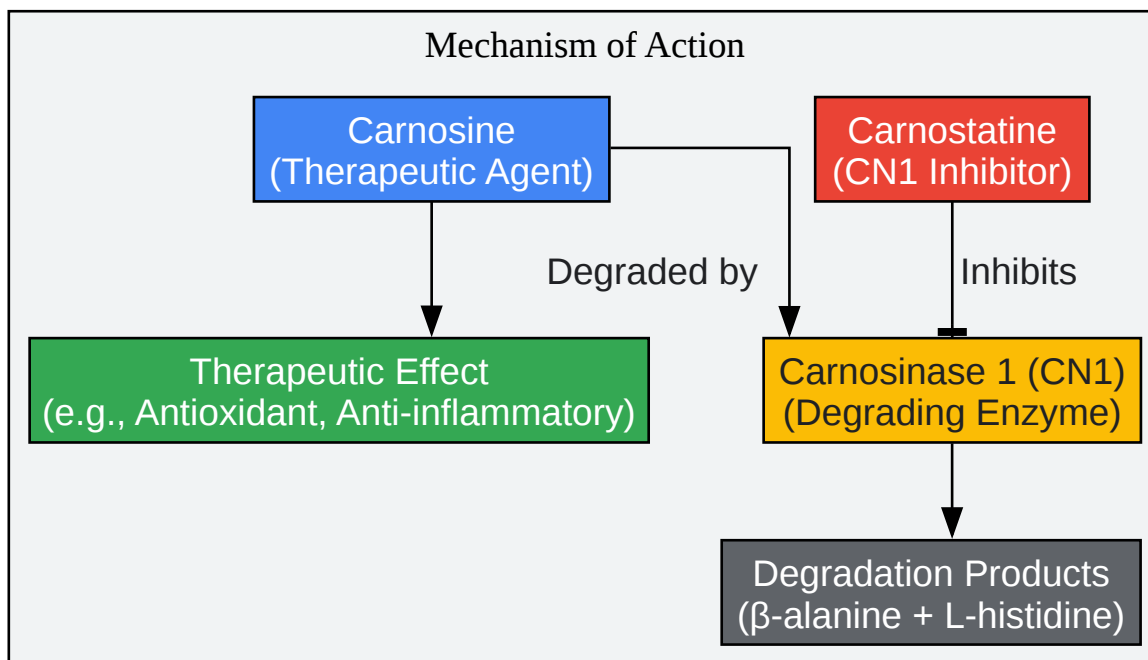 Mechanism of Action
Carnosine
(Therapeutic Agent)
Carnostatine
(CN1 Inhibitor)
Degraded by
Inhibits
Therapeutic Effect
(e.g., Antioxidant, Anti-inflammatory)
Carnosinase 1 (CN1)
(Degrading Enzyme)
Degradation Products
(β-alanine + L-histidine)